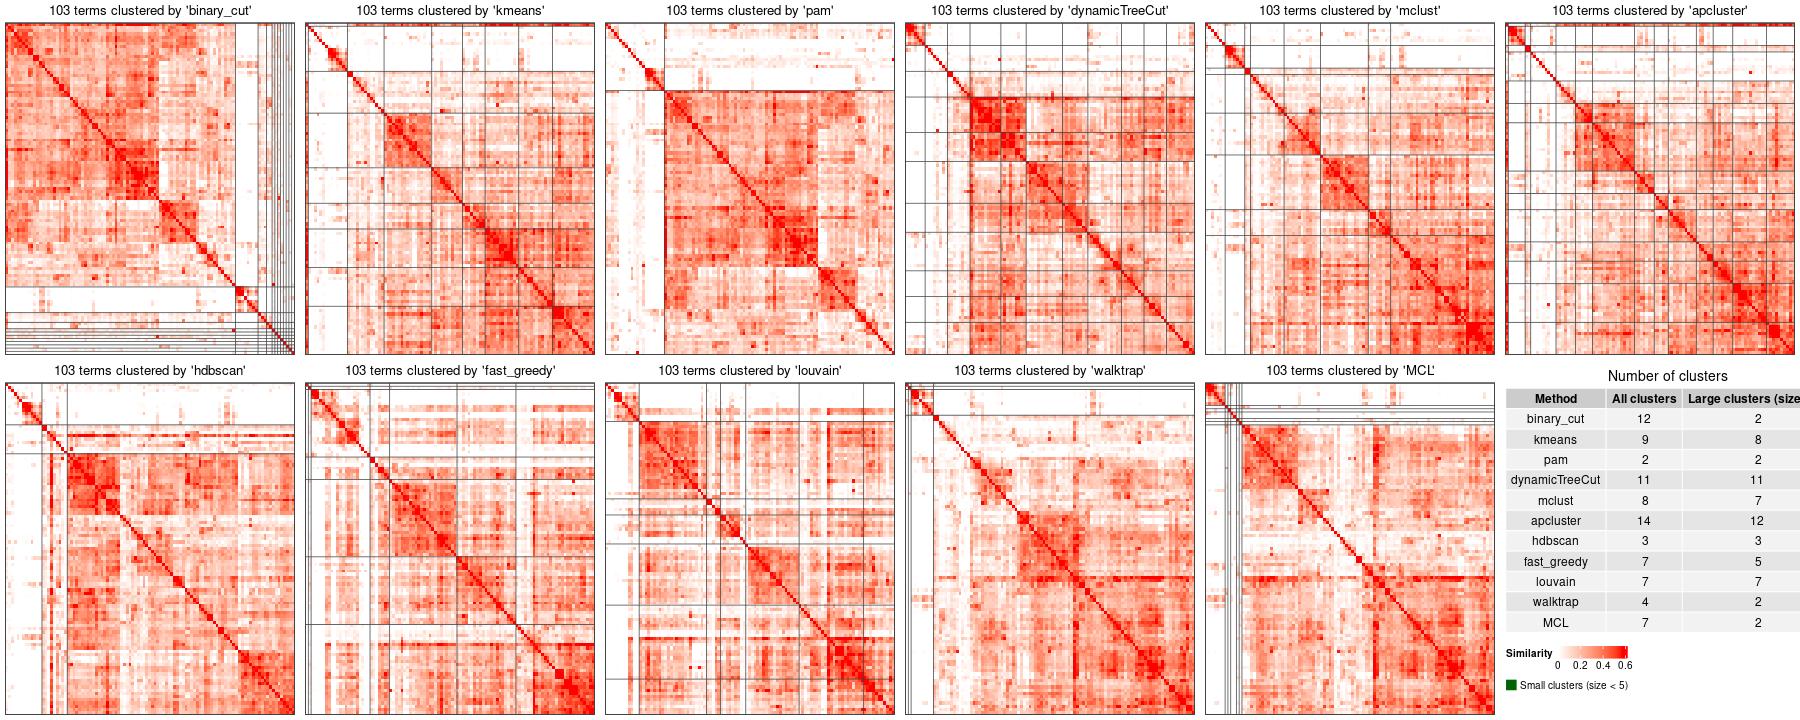 103 terms clustered by 'binary_cut'
103 terms clustered by 'kmeans'
103 terms clustered by 'pam'
103 terms clustered by 'dynamicTreeCut'
103 terms clustered by 'mclust'
103 terms clustered by 'apcluster'
103 terms clustered by 'hdbscan'
103 terms clustered by 'fast_greedy'
103 terms clustered by 'louvain'
103 terms clustered by 'walktrap'
103 terms clustered by 'MCL'
Number of clusters
Method All clusters Large clusters (size
binary_cut 12 2
kmeans 9 8
pam 2 2
dynamicTreeCut 11 11
mclust 8 7
apcluster 14 12
hdbscan 3 3
fast_greedy 7 5
louvain 7 7
walktrap 4 2
MCL 7 2
Similarity
0 0.2 0.4 0.6
Small clusters (size < 5)